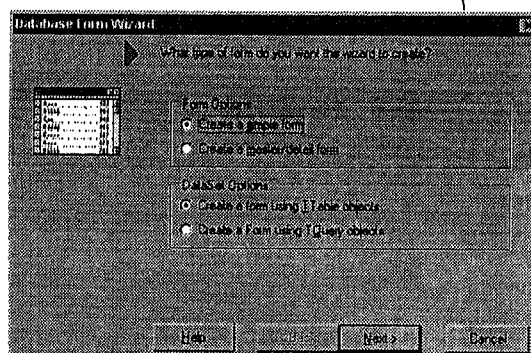 Database Form Wizard
What type of form do you want the wizard to create?
Form Options
Create a simple form
Create a master/detail form
DataSet Options
Create a form using TTable objects
Create a Form using TQuery objects
Help
Next >
Cancel